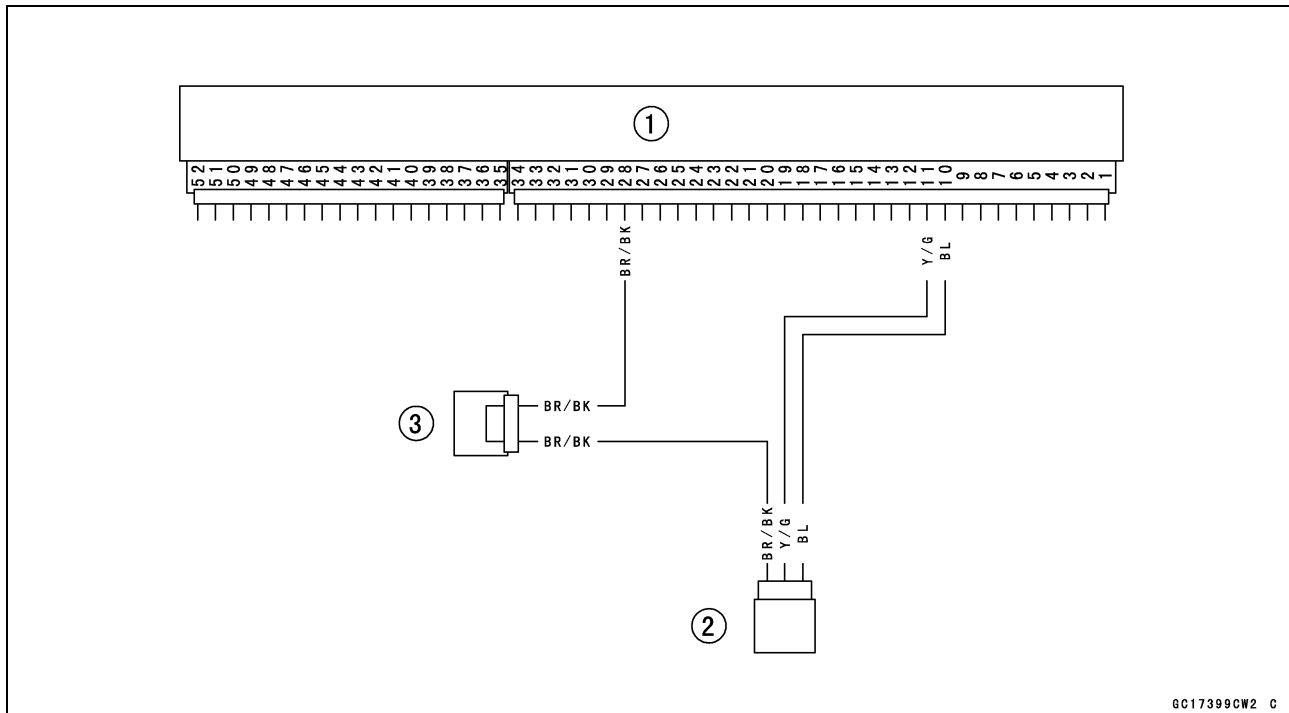 ①
52 51 50 49 48 47 46 45 44 43 42 41 40 39 38 37 36 35 34 33 32 31 30 29 28 27 26 25 24 23 22 21 20 19 18 17 16 15 14 13 12 11 10 9 8 7 6 5 4 3 2 1
BR/BK
Y/G
BL
③
BR/BK
BR/BK
BR/BK
Y/G
BL
②
GC17399CW2 C